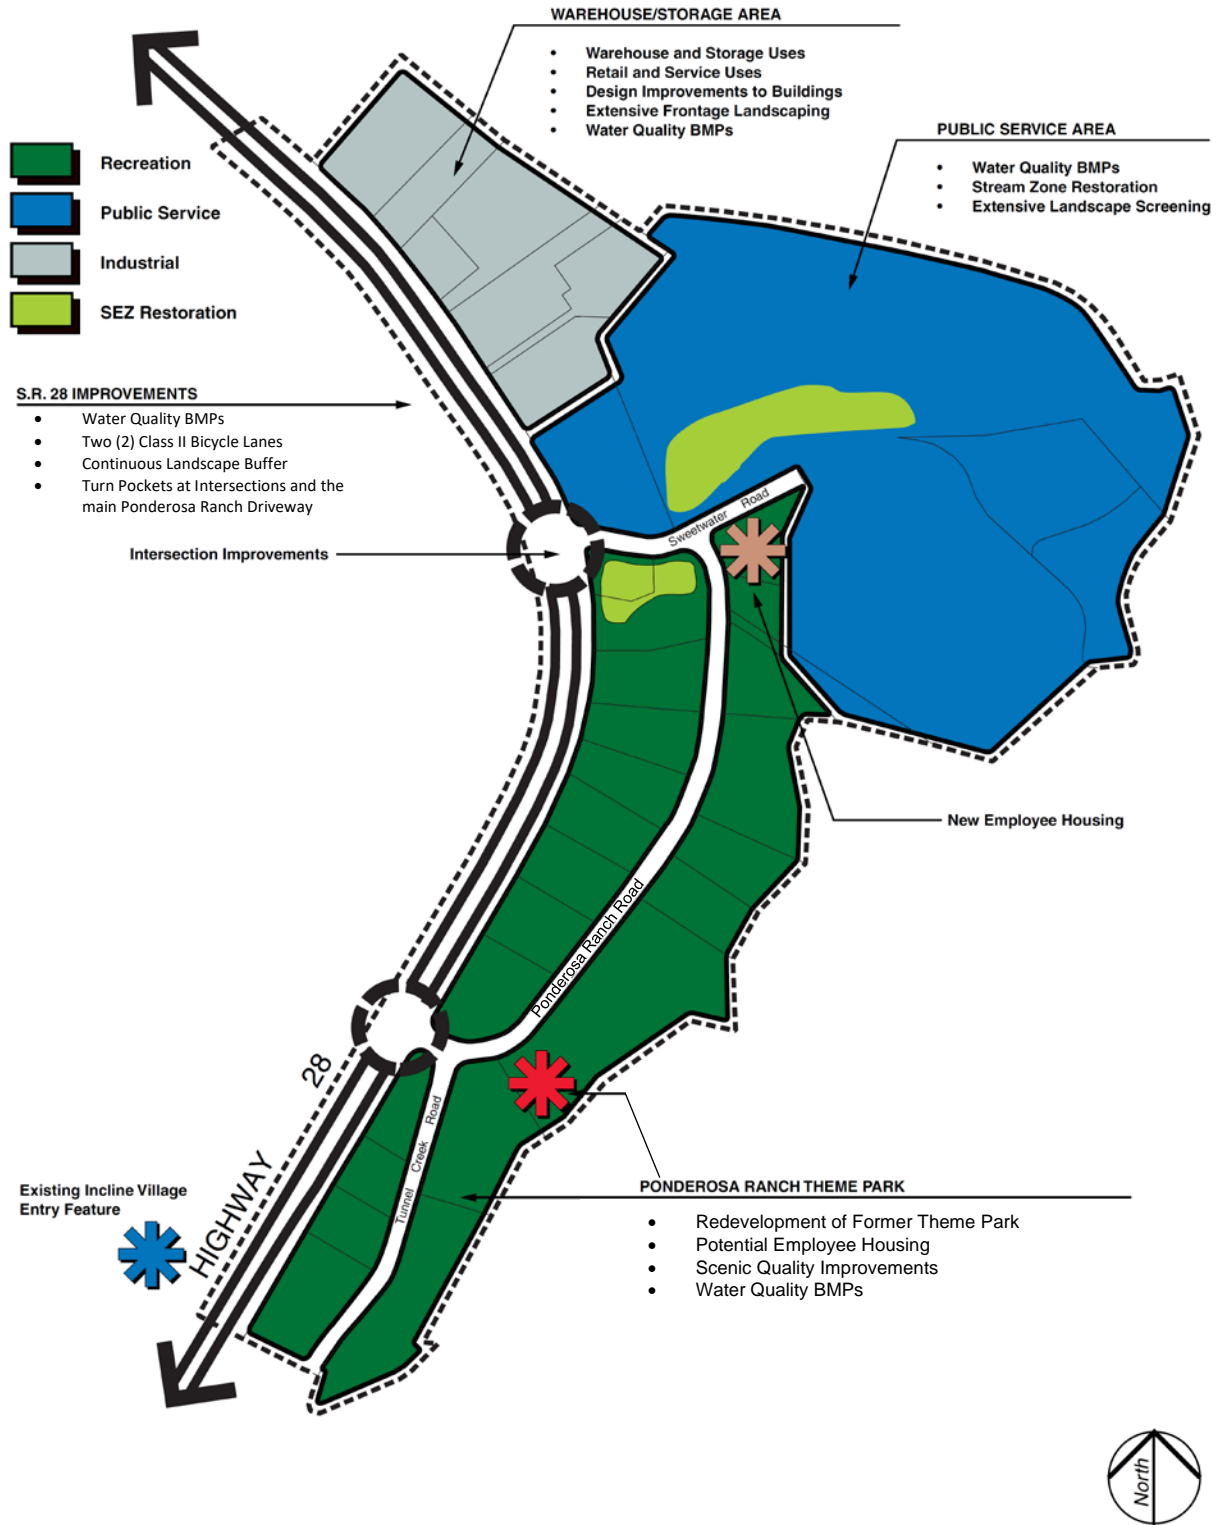 WAREHOUSE/STORAGE AREA
• Warehouse and Storage Uses
• Retail and Service Uses
• Design Improvements to Buildings
• Extensive Frontage Landscaping
• Water Quality BMPs
PUBLIC SERVICE AREA
• Water Quality BMPs
• Stream Zone Restoration
• Extensive Landscape Screening
Recreation
Public Service
Industrial
SEZ Restoration
S.R. 28 IMPROVEMENTS
• Water Quality BMPs
• Two (2) Class II Bicycle Lanes
• Continuous Landscape Buffer
• Turn Pockets at Intersections and the
main Ponderosa Ranch Driveway
Intersection Improvements
Sweetwater Road
New Employee Housing
Ponderosa Ranch Road
HIGHWAY 28
Tunnel Creek Road
Existing Incline Village
Entry Feature
PONDEROSA RANCH THEME PARK
• Redevelopment of Former Theme Park
• Potential Employee Housing
• Scenic Quality Improvements
• Water Quality BMPs
North